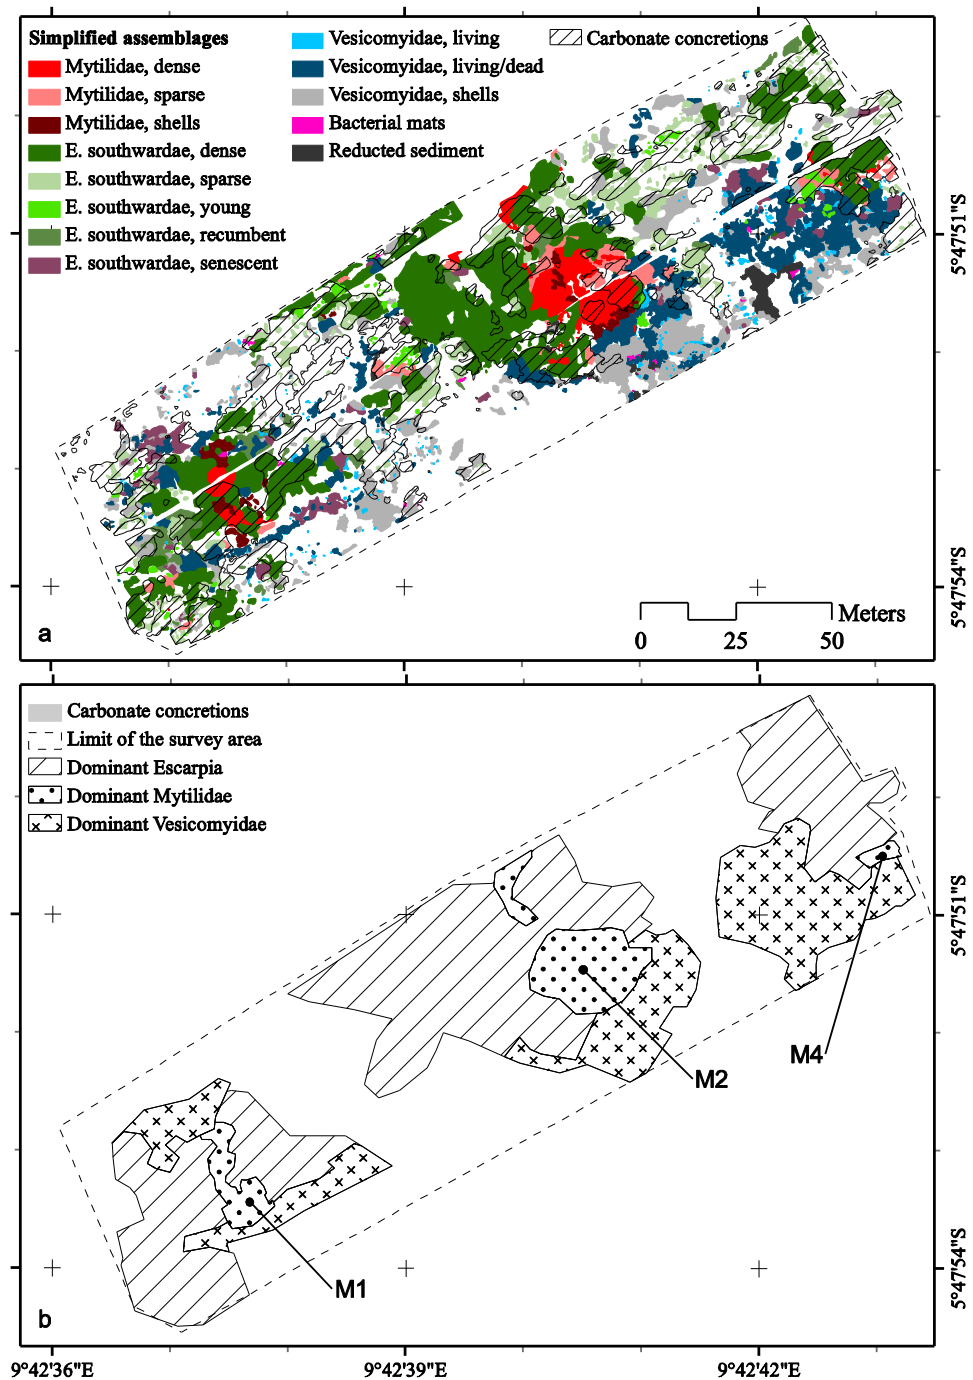 Simplified assemblages
Mytilidae, dense
Mytilidae, sparse
Mytilidae, shells
E. southwardae, dense
E. southwardae, sparse
E. southwardae, young
E. southwardae, recumbent
E. southwardae, senescent
Vesicomyidae, living
Vesicomyidae, living/dead
Vesicomyidae, shells
Bacterial mats
Reducted sediment
Carbonate concretions
5°47'51"S
5°47'54"S
Meters
0 25 50
a
Carbonate concretions
Limit of the survey area
Dominant Escarpia
Dominant Mytilidae
Dominant Vesicomyidae
M4
M2
M1
5°47'51"S
5°47'54"S
b
9°42'36"E 9°42'39"E 9°42'42"E